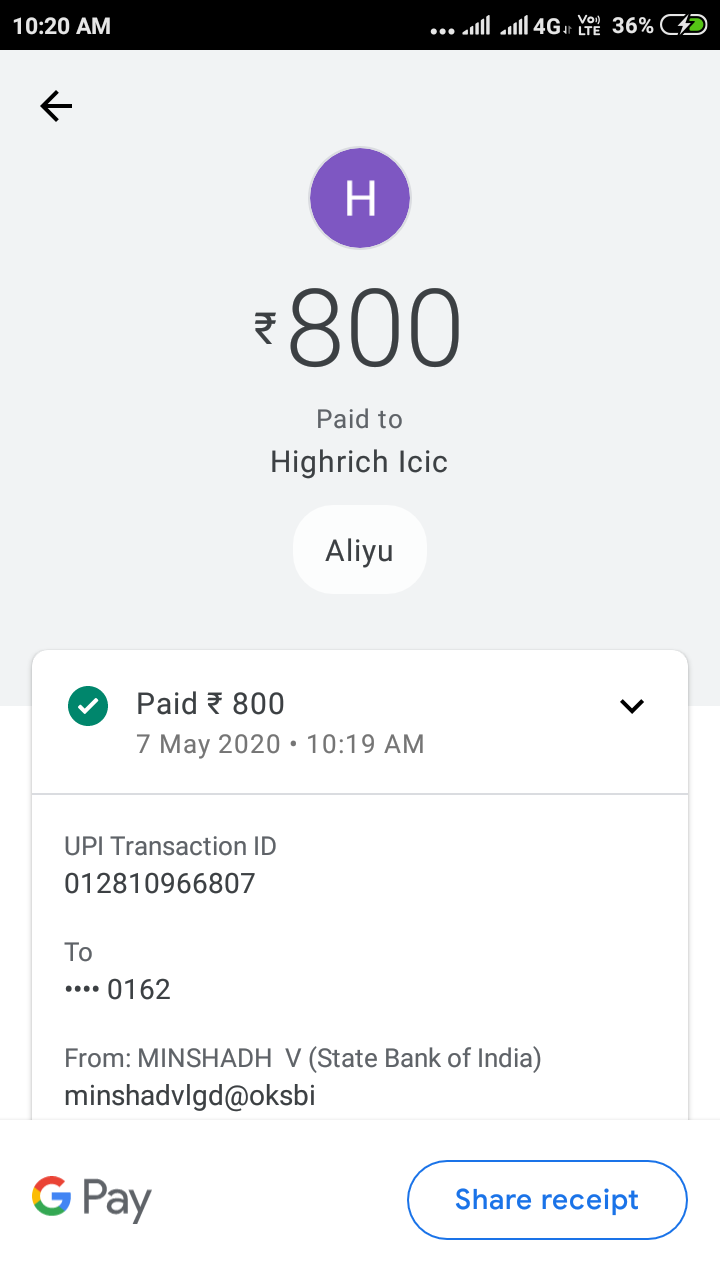 10:20 AM
4G Vo)) LTE 36%
H
₹800
Paid to
Highrich Icic
Aliyu
Paid ₹ 800
7 May 2020 • 10:19 AM
UPI Transaction ID
012810966807
To
•••• 0162
From: MINSHADH V (State Bank of India)
minshadvlgd@oksbi
G Pay
Share receipt